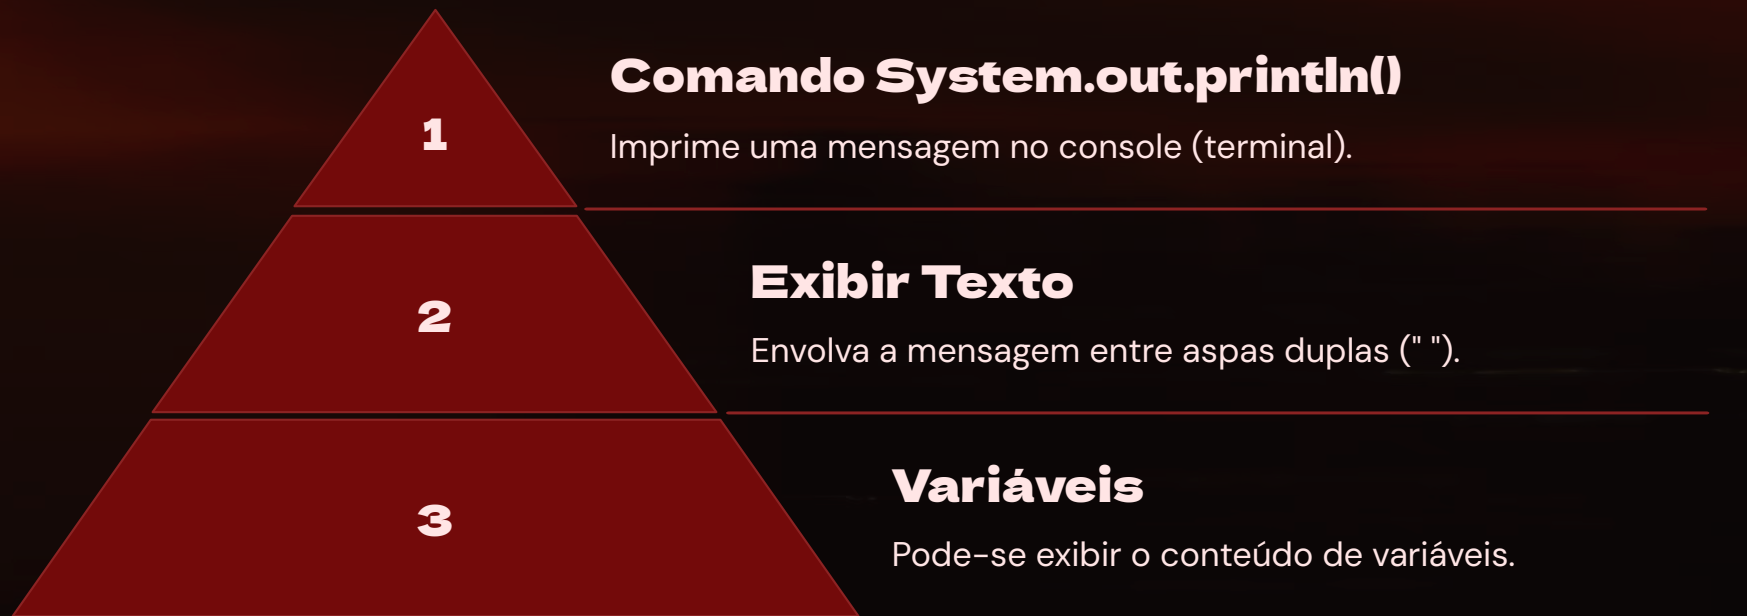 1
Comando System.out.println()
Imprime uma mensagem no console (terminal).
2
Exibir Texto
Envolva a mensagem entre aspas duplas (" ").
3
Variáveis
Pode-se exibir o conteúdo de variáveis.